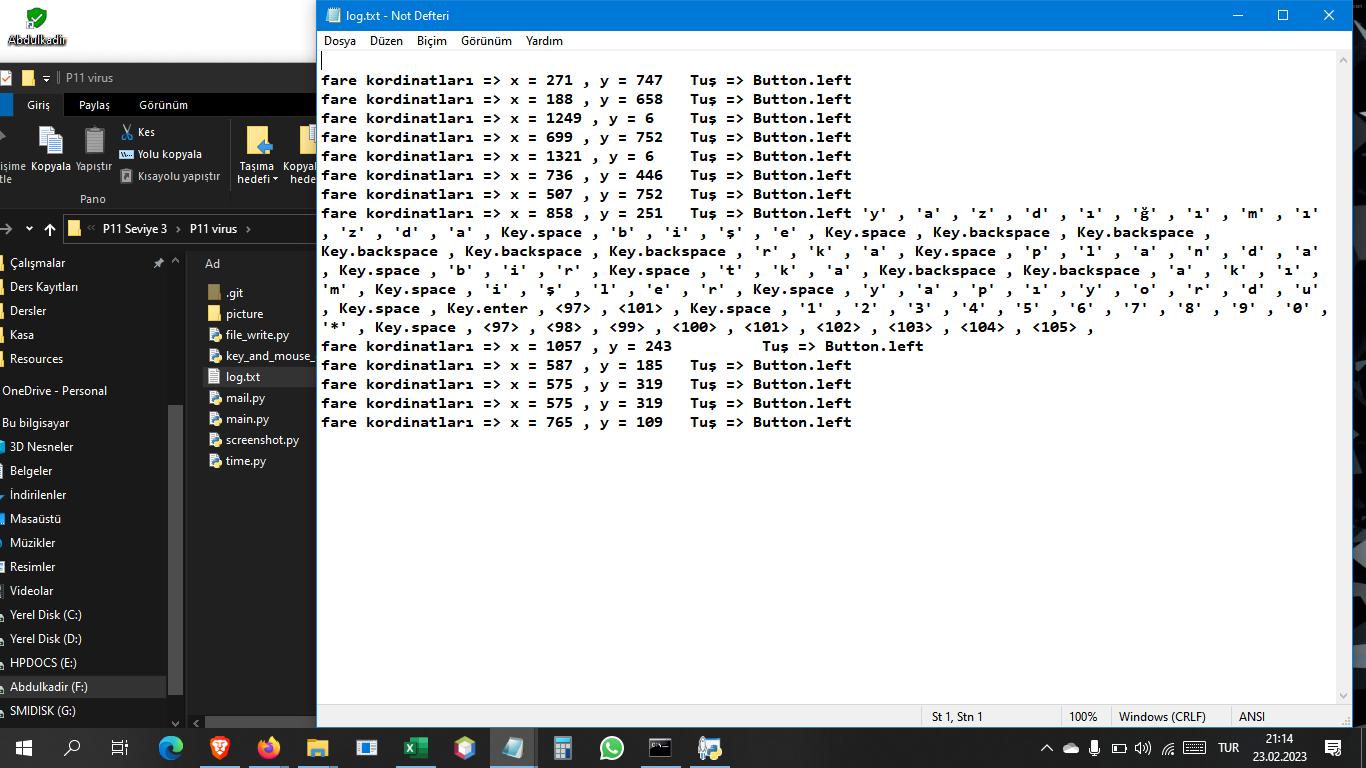 Abdulkadir
P11 virus
Giriş
Paylaş
Görünüm
Kopyala
Yapıştır
Kes
Yolu kopyala
Kısayolu yapıştır
Taşıma
hedefi
Pano
P11 Seviye 3 > P11 virus >
Çalışmalar
Ders Kayıtları
Dersler
Kasa
Resources
OneDrive - Personal
Bu bilgisayar
3D Nesneler
Belgeler
İndirilenler
Masaüstü
Müzikler
Resimler
Videolar
Yerel Disk (C:)
Yerel Disk (D:)
HPDOCS (E:)
Abdulkadir (F:)
SMIDISK (G:)
Ad
.git
picture
file_write.py
key_and_mouse_
log.txt
mail.py
main.py
screenshot.py
time.py
log.txt - Not Defteri
Dosya Düzen Biçim Görünüm Yardım
fare kordinatları => x = 271 , y = 747 Tuş => Button.left
fare kordinatları => x = 188 , y = 658 Tuş => Button.left
fare kordinatları => x = 1249 , y = 6 Tuş => Button.left
fare kordinatları => x = 699 , y = 752 Tuş => Button.left
fare kordinatları => x = 1321 , y = 6 Tuş => Button.left
fare kordinatları => x = 736 , y = 446 Tuş => Button.left
fare kordinatları => x = 507 , y = 752 Tuş => Button.left
fare kordinatları => x = 858 , y = 251 Tuş => Button.left 'y' , 'a' , 'z' , 'd' , 'ı' , 'ğ' , 'ı' , 'm' , 'ı'
, 'z' , 'd' , 'a' , Key.space , 'b' , 'i' , 'ş' , 'e' , Key.space , Key.backspace , Key.backspace ,
Key.backspace , Key.backspace , Key.backspace , 'r' , 'k' , 'a' , Key.space , 'p' , 'l' , 'a' , 'n' , 'd' , 'a'
, Key.space , 'b' , 'i' , 'r' , Key.space , 't' , 'k' , 'a' , Key.backspace , Key.backspace , 'a' , 'k' , 'ı' ,
'm' , Key.space , 'i' , 'ş' , 'l' , 'e' , 'r' , Key.space , 'y' , 'a' , 'p' , 'ı' , 'y' , 'o' , 'r' , 'd' , 'u'
, Key.space , Key.enter , <97> , <101> , Key.space , '1' , '2' , '3' , '4' , '5' , '6' , '7' , '8' , '9' , '0' ,
'*' , Key.space , <97> , <98> , <99> , <100> , <101> , <102> , <103> , <104> , <105> ,
fare kordinatları => x = 1057 , y = 243 Tuş => Button.left
fare kordinatları => x = 587 , y = 185 Tuş => Button.left
fare kordinatları => x = 575 , y = 319 Tuş => Button.left
fare kordinatları => x = 575 , y = 319 Tuş => Button.left
fare kordinatları => x = 765 , y = 109 Tuş => Button.left
St 1, Stn 1
100%
Windows (CRLF)
ANSI
TUR
21:14
23.02.2023